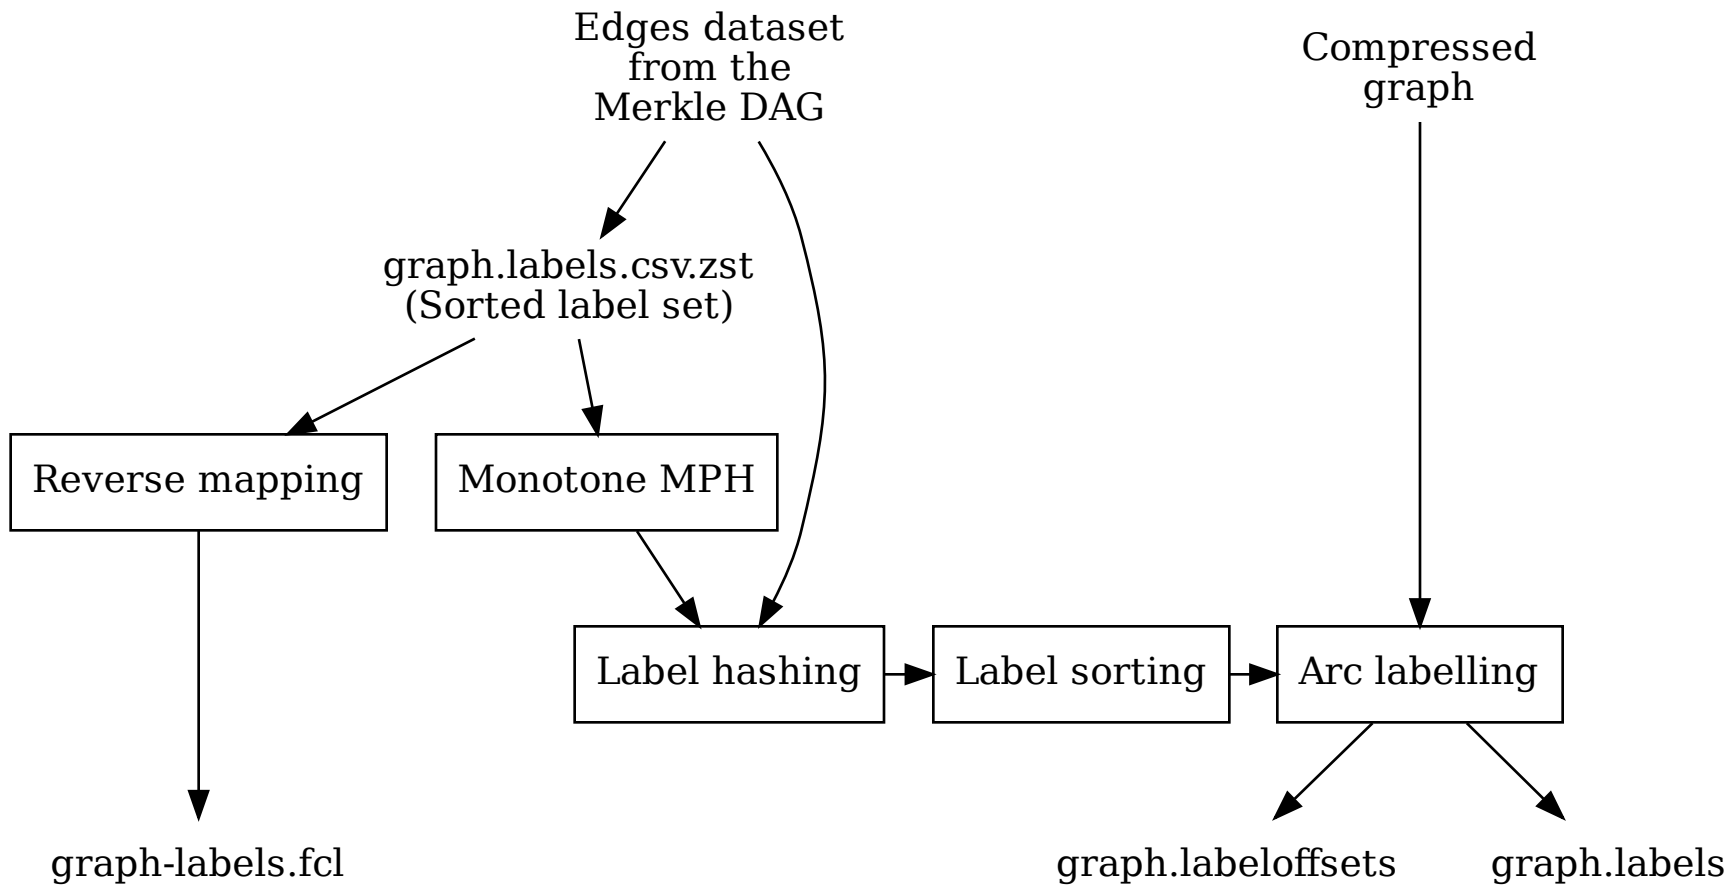 Edges dataset
from the
Merkle DAG
Compressed
graph
graph.labels.csv.zst
(Sorted label set)
Reverse mapping
Monotone MPH
Label hashing
Label sorting
Arc labelling
graph-labels.fcl
graph.labeloffsets
graph.labels